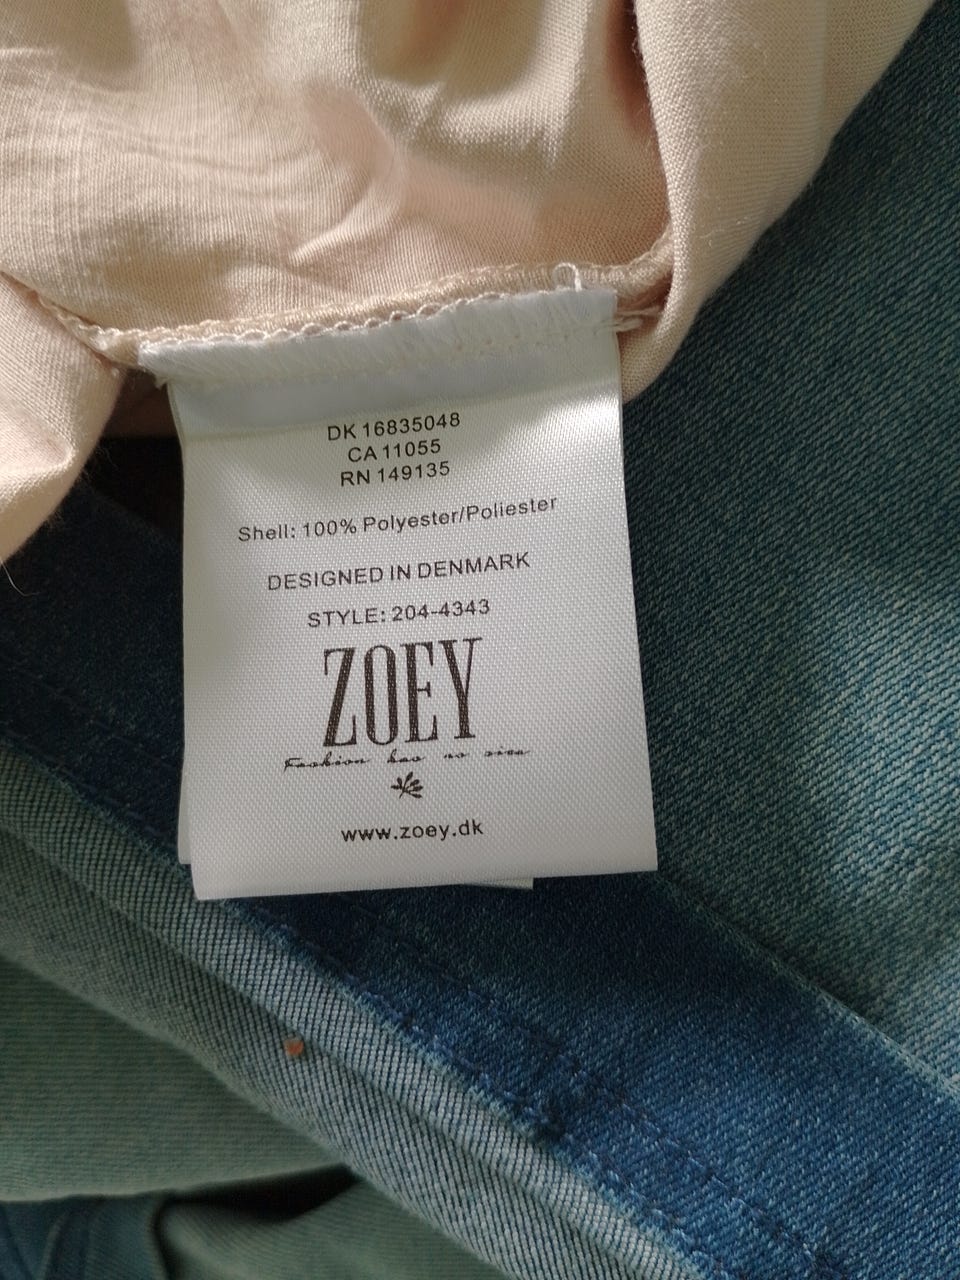 DK 16835048
CA 11055
RN 149135
Shell: 100% Polyester/Poliester
DESIGNED IN DENMARK
STYLE: 204-4343
ZOEY
Fashion has no size
www.zoey.dk